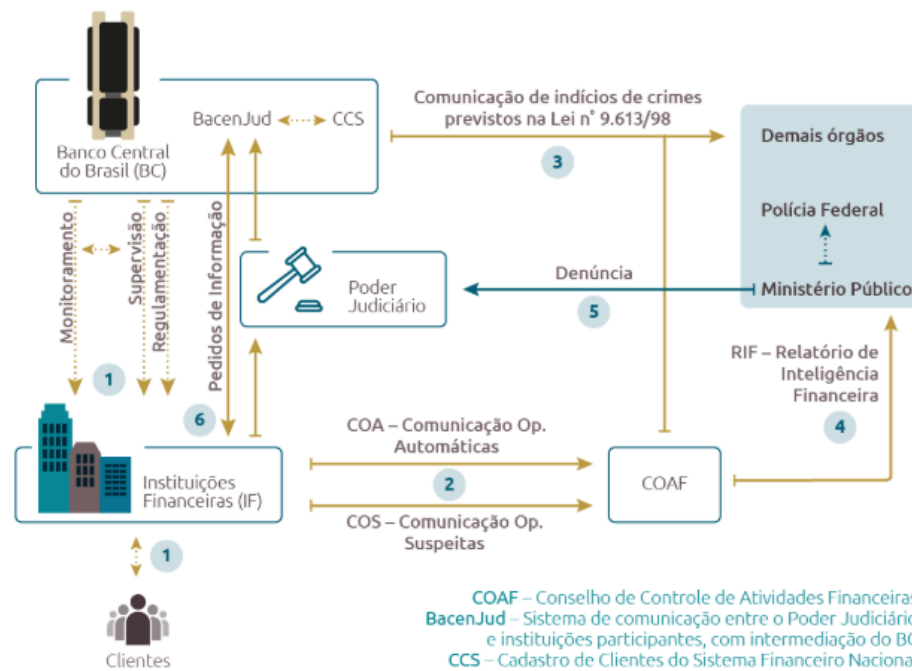 BacenJud
CCS
Banco Central
do Brasil (BC)
Comunicação de indícios de crimes
previstos na Lei n° 9.613/98
3
Demais órgãos
Polícia Federal
Ministério Público
Monitoramento
Supervisão
Regulamentação
Pedidos de Informação
Poder
Judiciário
Denúncia
5
RIF – Relatório de
Inteligência
Financeira
4
1
6
COA – Comunicação Op.
Automáticas
2
COS – Comunicação Op.
Suspeitas
COAF
Instituições
Financeiras (IF)
1
Clientes
COAF – Conselho de Controle de Atividades Financeiras
BacenJud – Sistema de comunicação entre o Poder Judiciário
e instituições participantes, com intermediação do BC
CCS – Cadastro de Clientes do Sistema Financeiro Nacional